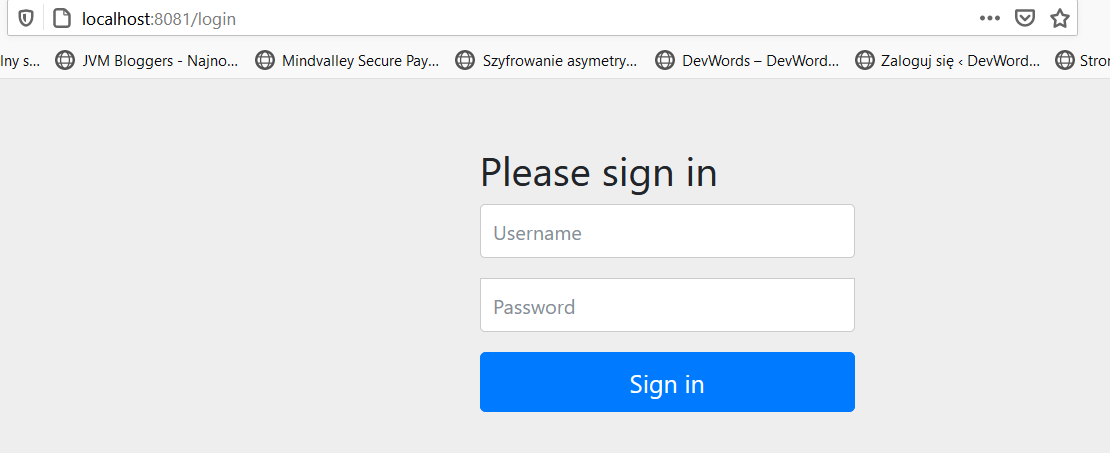 localhost:8081/login
lny s... JVM Bloggers - Najno... Mindvalley Secure Pay... Szyfrowanie asymetry... DevWords – DevWord... Zaloguj się ‹ DevWord... Stror
Please sign in
Username
Password
Sign in